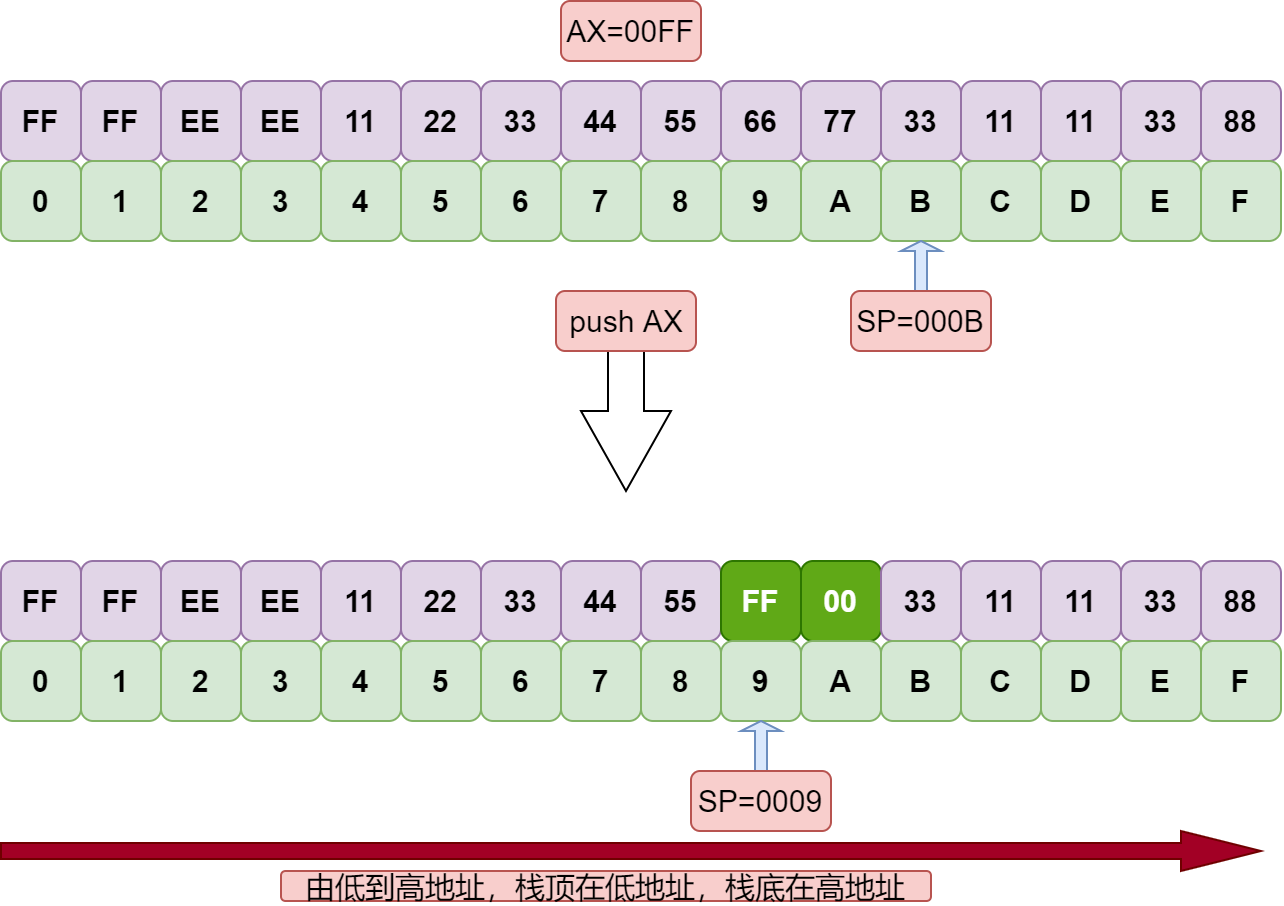 AX=00FF
FF FF EE EE 11 22 33 44 55 66 77 33 11 11 33 88
0 1 2 3 4 5 6 7 8 9 A B C D E F
push AX SP=000B
FF FF EE EE 11 22 33 44 55 FF 00 33 11 11 33 88
0 1 2 3 4 5 6 7 8 9 A B C D E F
SP=0009
由低到高地址，栈顶在低地址，栈底在高地址